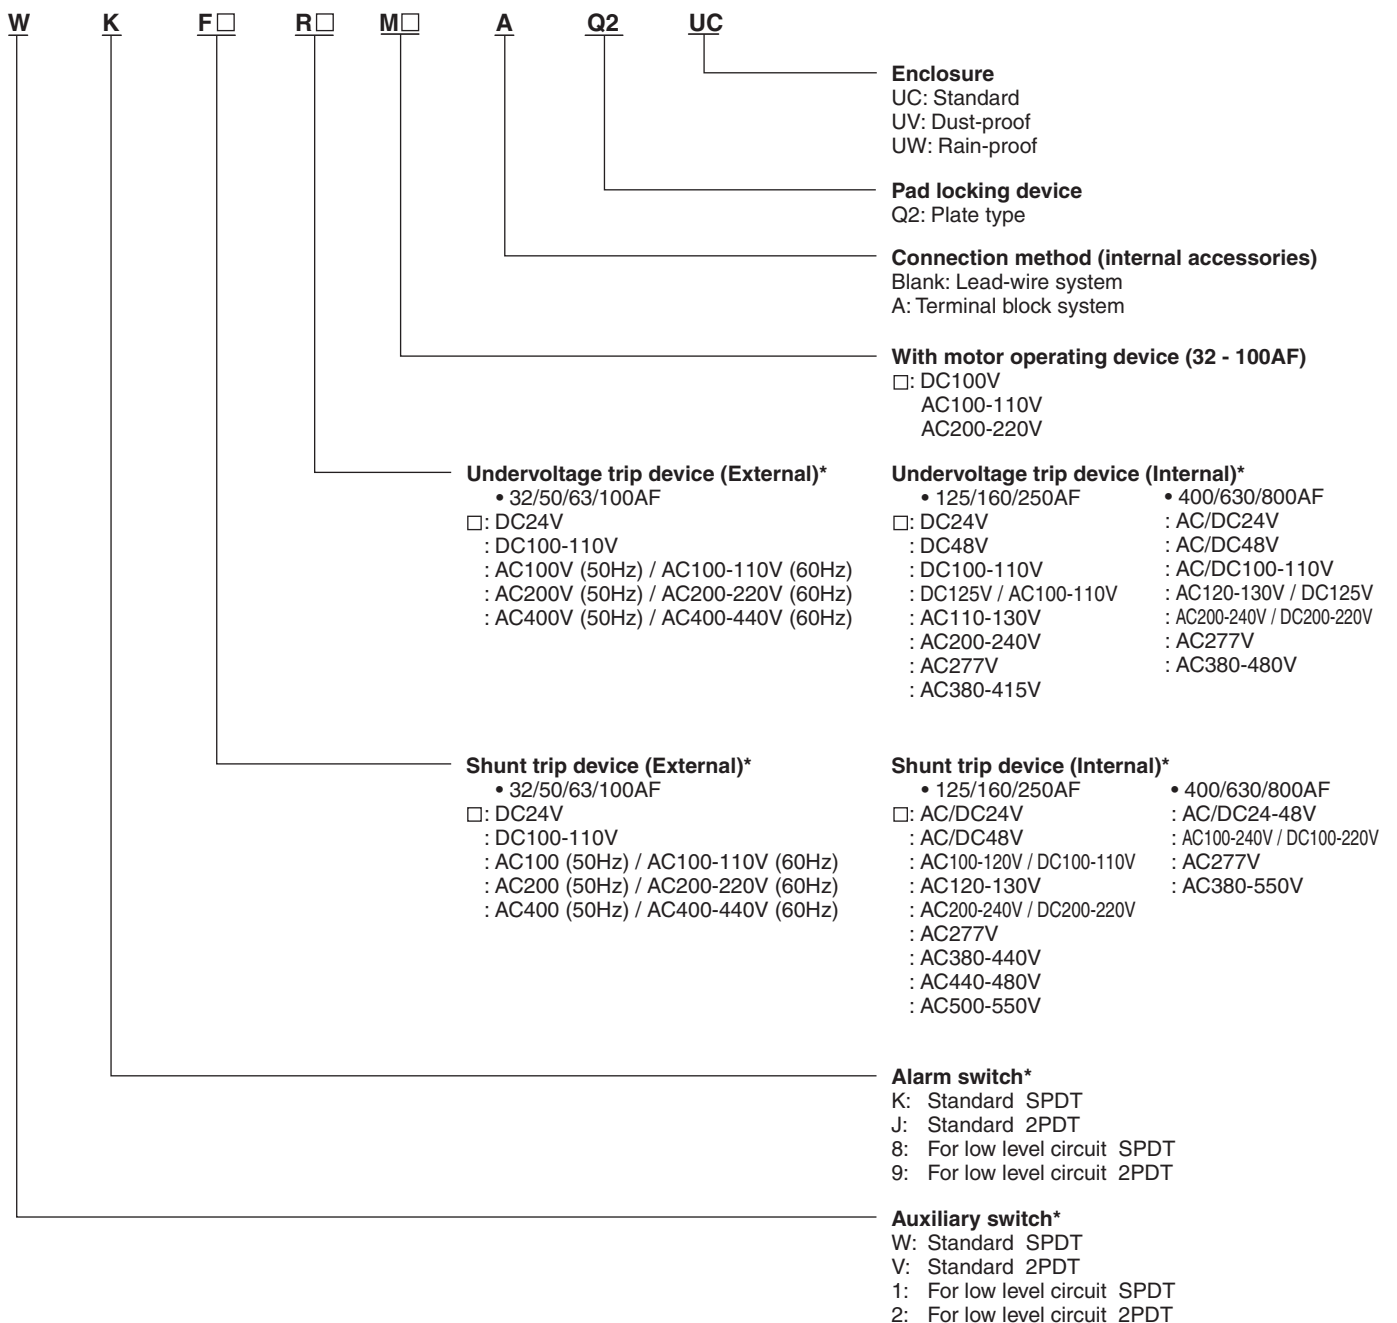 W K F□ R□ M□ A Q2 UC
Enclosure
UC: Standard
UV: Dust-proof
UW: Rain-proof
Pad locking device
Q2: Plate type
Connection method (internal accessories)
Blank: Lead-wire system
A: Terminal block system
With motor operating device (32 - 100AF)
□: DC100V
AC100-110V
AC200-220V
Undervoltage trip device (External)*
• 32/50/63/100AF
□: DC24V
: DC100-110V
: AC100V (50Hz) / AC100-110V (60Hz)
: AC200V (50Hz) / AC200-220V (60Hz)
: AC400V (50Hz) / AC400-440V (60Hz)
Undervoltage trip device (Internal)*
• 125/160/250AF
□: DC24V
: DC48V
: DC100-110V
: DC125V / AC100-110V
: AC110-130V
: AC200-240V
: AC277V
: AC380-415V
• 400/630/800AF
: AC/DC24V
: AC/DC48V
: AC/DC100-110V
: AC120-130V / DC125V
: AC200-240V / DC200-220V
: AC277V
: AC380-480V
Shunt trip device (External)*
• 32/50/63/100AF
□: DC24V
: DC100-110V
: AC100 (50Hz) / AC100-110V (60Hz)
: AC200 (50Hz) / AC200-220V (60Hz)
: AC400 (50Hz) / AC400-440V (60Hz)
Shunt trip device (Internal)*
• 125/160/250AF
□: AC/DC24V
: AC/DC48V
: AC100-120V / DC100-110V
: AC120-130V
: AC200-240V / DC200-220V
: AC277V
: AC380-440V
: AC440-480V
: AC500-550V
• 400/630/800AF
: AC/DC24-48V
: AC100-240V / DC100-220V
: AC277V
: AC380-550V
Alarm switch*
K: Standard SPDT
J: Standard 2PDT
8: For low level circuit SPDT
9: For low level circuit 2PDT
Auxiliary switch*
W: Standard SPDT
V: Standard 2PDT
1: For low level circuit SPDT
2: For low level circuit 2PDT